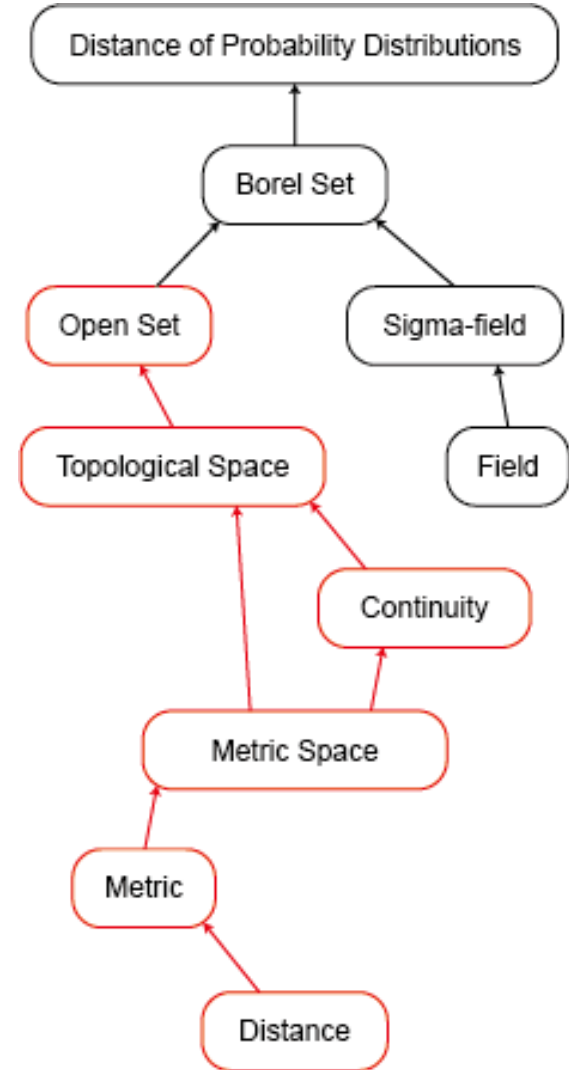 Distance of Probability Distributions
Borel Set
Open Set
Sigma-field
Topological Space
Field
Continuity
Metric Space
Metric
Distance